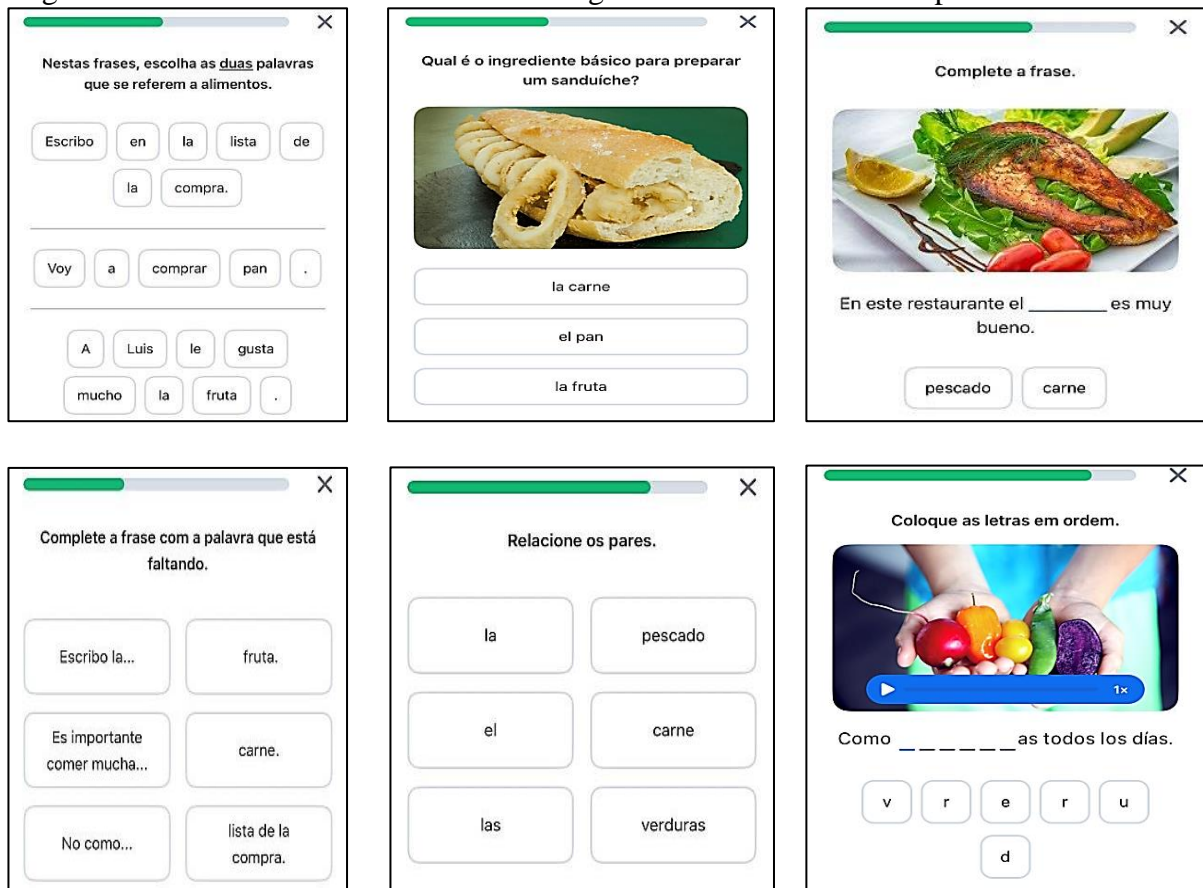 Nestas frases, escolha as duas palavras
que se referem a alimentos.
Escribo en la lista de
la compra.
Voy a comprar pan .
A Luis le gusta
mucho la fruta .
Qual é o ingrediente básico para preparar
um sanduíche?
la carne
el pan
la fruta
Complete a frase.
En este restaurante el ________ es muy
bueno.
pescado carne
Complete a frase com a palavra que está
faltando.
Escribo la... fruta.
Es importante
comer mucha... carne.
No como... lista de la
compra.
Relacione os pares.
la pescado
el carne
las verduras
Coloque as letras em ordem.
1×
Como _ _ _ _ _ _ as todos los días.
v r e r u
d